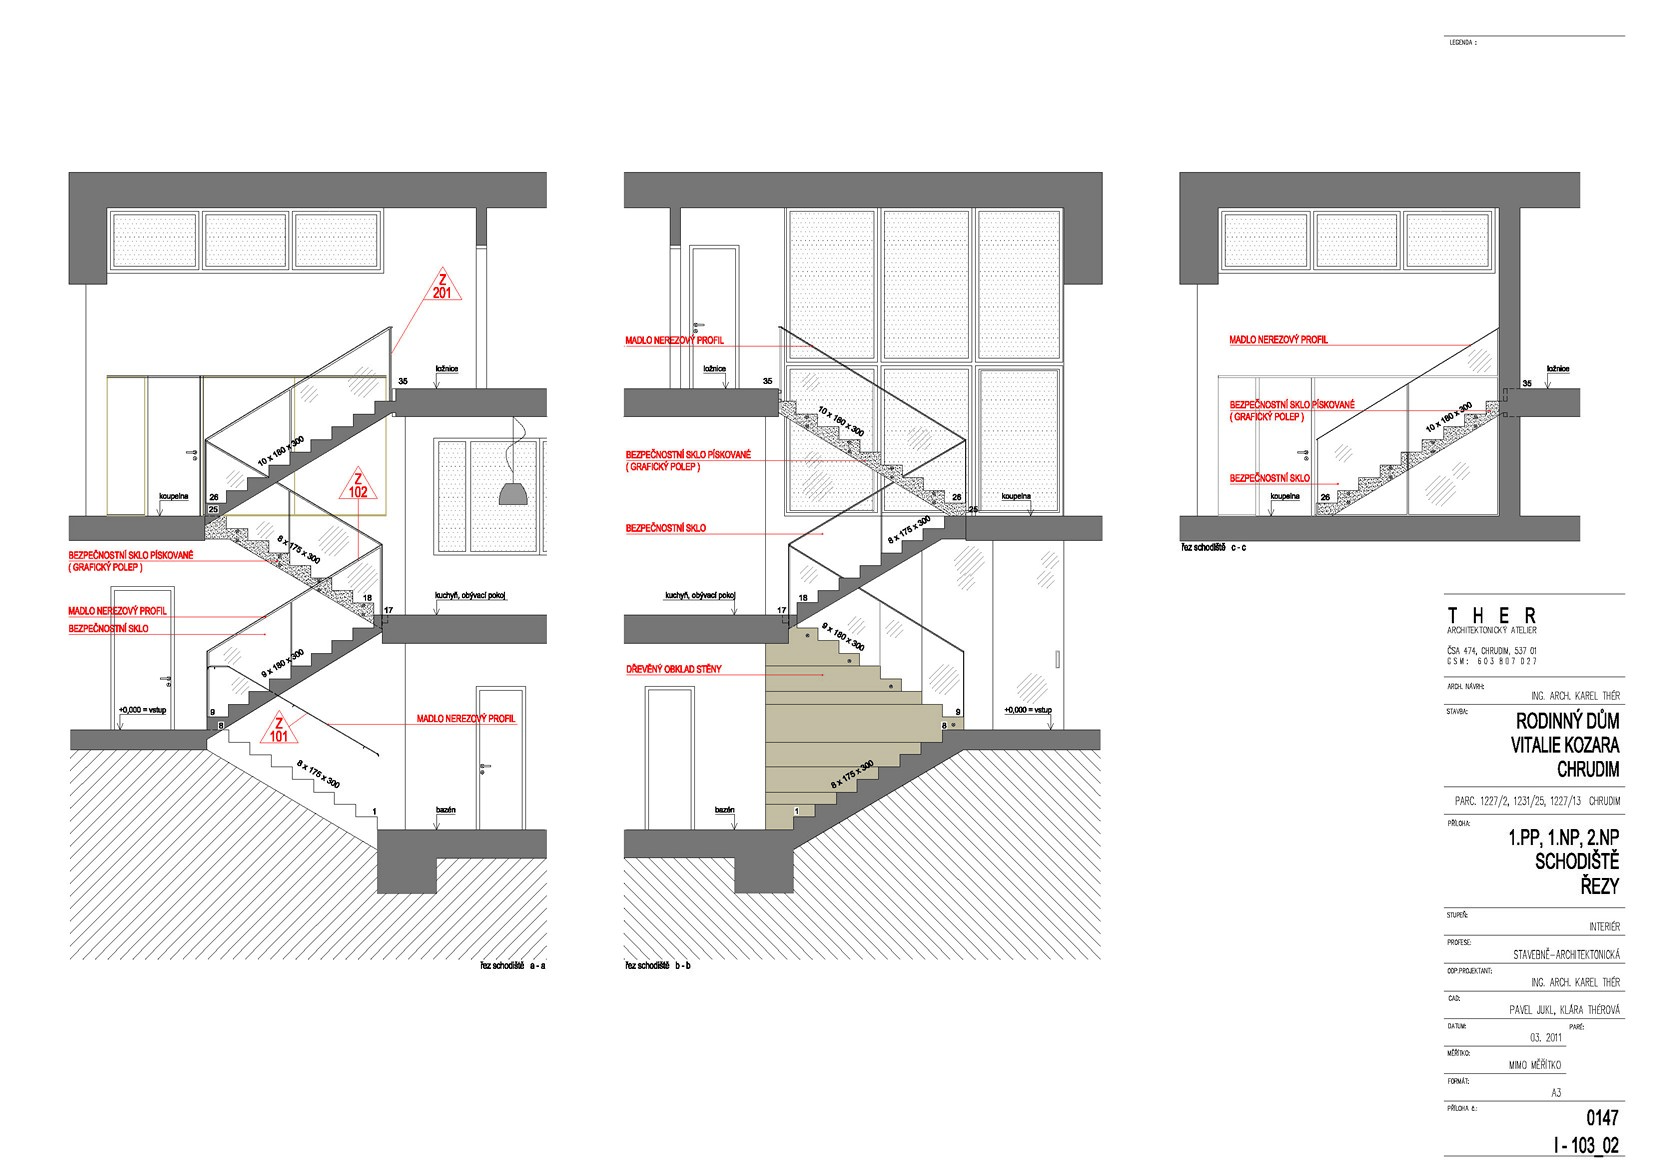 LEGENDA :
Z
201
35
ložnice
10 x 180 x 300
Z
102
koupelna
26
25
8 x 175 x 300
BEZPEČNOSTNÍ SKLO PÍSKOVANÉ
( GRAFICKÝ POLEP )
18
17
kuchyň, obývací pokoj
MADLO NEREZOVÝ PROFIL
BEZPEČNOSTNÍ SKLO
9 x 180 x 300
9
8
+0,000 = vstup
Z
101
MADLO NEREZOVÝ PROFIL
8 x 175 x 300
1
bazén
řez schodiště a - a
MADLO NEREZOVÝ PROFIL
ložnice
35
10 x 180 x 300
BEZPEČNOSTNÍ SKLO PÍSKOVANÉ
( GRAFICKÝ POLEP )
26
25
koupelna
BEZPEČNOSTNÍ SKLO
8 x 175 x 300
kuchyň, obývací pokoj
18
17
9 x 180 x 300
DŘEVĚNÝ OBKLAD STĚNY
9
8
+0,000 = vstup
8 x 175 x 300
1
bazén
řez schodiště b - b
MADLO NEREZOVÝ PROFIL
ložnice
35
BEZPEČNOSTNÍ SKLO PÍSKOVANÉ
( GRAFICKÝ POLEP )
10 x 180 x 300
BEZPEČNOSTNÍ SKLO
koupelna
26
řez schodiště c - c
THER
ARCHITEKTONICKÝ ATELIER
ČSA 474, CHRUDIM, 537 01
GSM: 603 807 027
ARCH. NÁVRH:
ING. ARCH. KAREL THÉR
STAVBA:
RODINNÝ DŮM
VITALIE KOZARA
CHRUDIM
PARC. 1227/2, 1231/25, 1227/13 CHRUDIM
PŘÍLOHA:
1.PP, 1.NP, 2.NP
SCHODIŠTĚ
ŘEZY
STUPEŇ:
INTERIÉR
PROFESE:
STAVEBNĚ-ARCHITEKTONICKÁ
ODP.PROJEKTANT:
ING. ARCH. KAREL THÉR
CAD:
PAVEL JUKL, KLÁRA THÉROVÁ
DATUM:
PARÉ:
03. 2011
MĚŘÍTKO:
MIMO MĚŘÍTKO
FORMÁT:
A3
PŘÍLOHA č.:
0147
I - 103_02